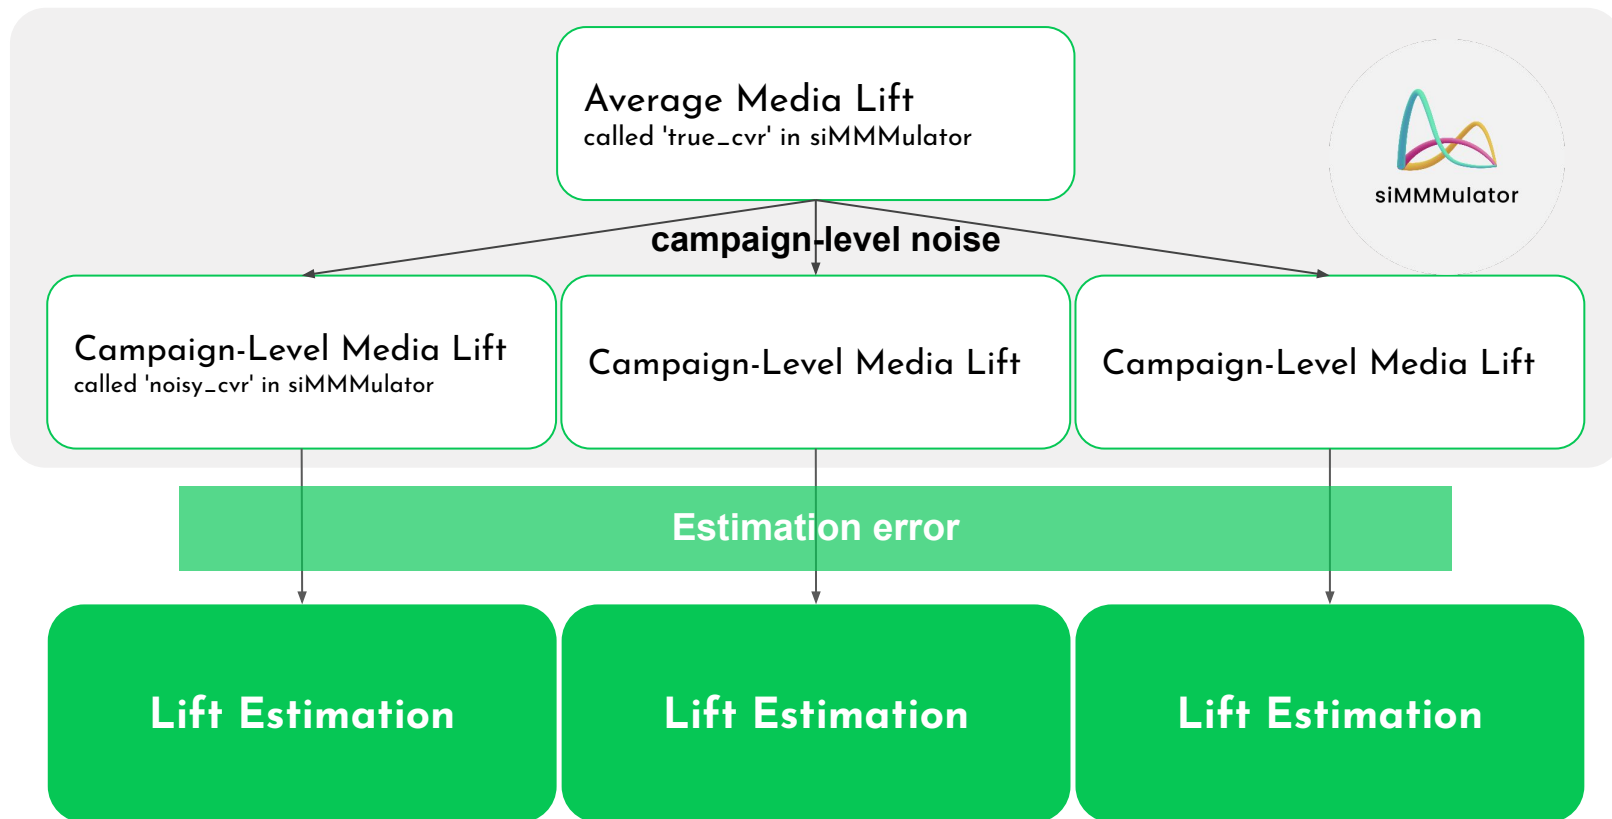 Average Media Lift
called 'true_cvr' in siMMMulator
siMMMulator
campaign-level noise
Campaign-Level Media Lift
called 'noisy_cvr' in siMMMulator
Campaign-Level Media Lift
Campaign-Level Media Lift
Estimation error
Lift Estimation
Lift Estimation
Lift Estimation